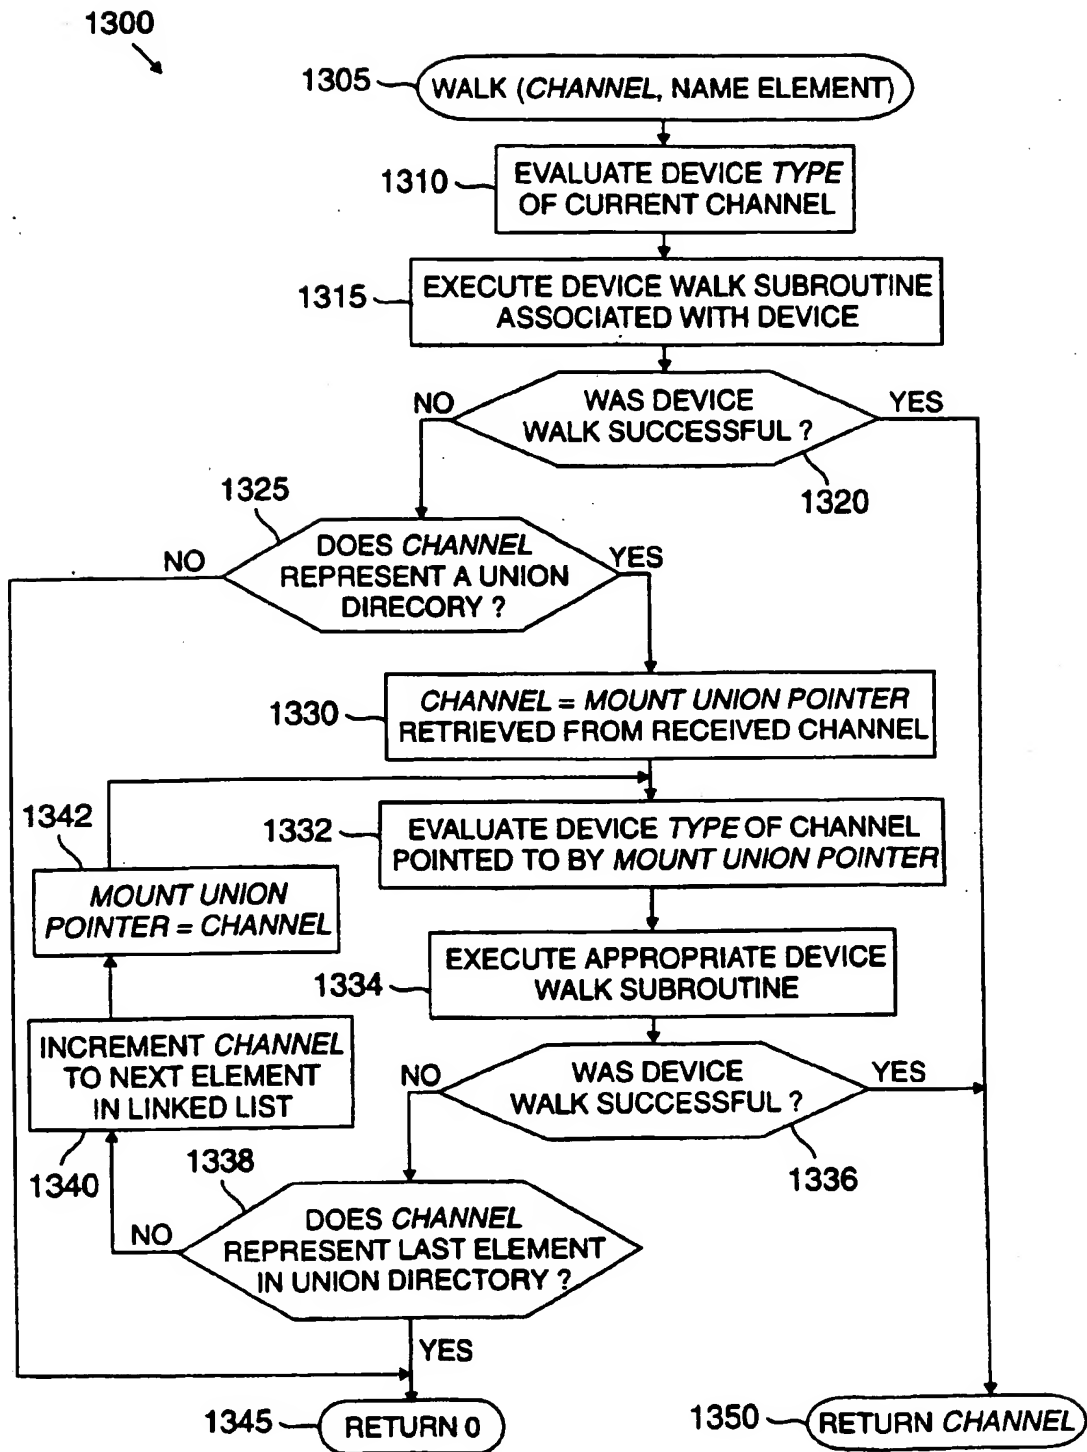 1300
1305
WALK (CHANNEL, NAME ELEMENT)
1310
EVALUATE DEVICE TYPE
OF CURRENT CHANNEL
1315
EXECUTE DEVICE WALK SUBROUTINE
ASSOCIATED WITH DEVICE
NO
WAS DEVICE
WALK SUCCESSFUL ?
YES
1320
1325
NO
DOES CHANNEL
REPRESENT A UNION
DIRECORY ?
YES
1330
CHANNEL = MOUNT UNION POINTER
RETRIEVED FROM RECEIVED CHANNEL
1342
MOUNT UNION
POINTER = CHANNEL
1332
EVALUATE DEVICE TYPE OF CHANNEL
POINTED TO BY MOUNT UNION POINTER
1334
EXECUTE APPROPRIATE DEVICE
WALK SUBROUTINE
INCREMENT CHANNEL
TO NEXT ELEMENT
IN LINKED LIST
1340
NO
WAS DEVICE
WALK SUCCESSFUL ?
YES
1336
1338
NO
DOES CHANNEL
REPRESENT LAST ELEMENT
IN UNION DIRECTORY ?
YES
1345
RETURN 0
1350
RETURN CHANNEL